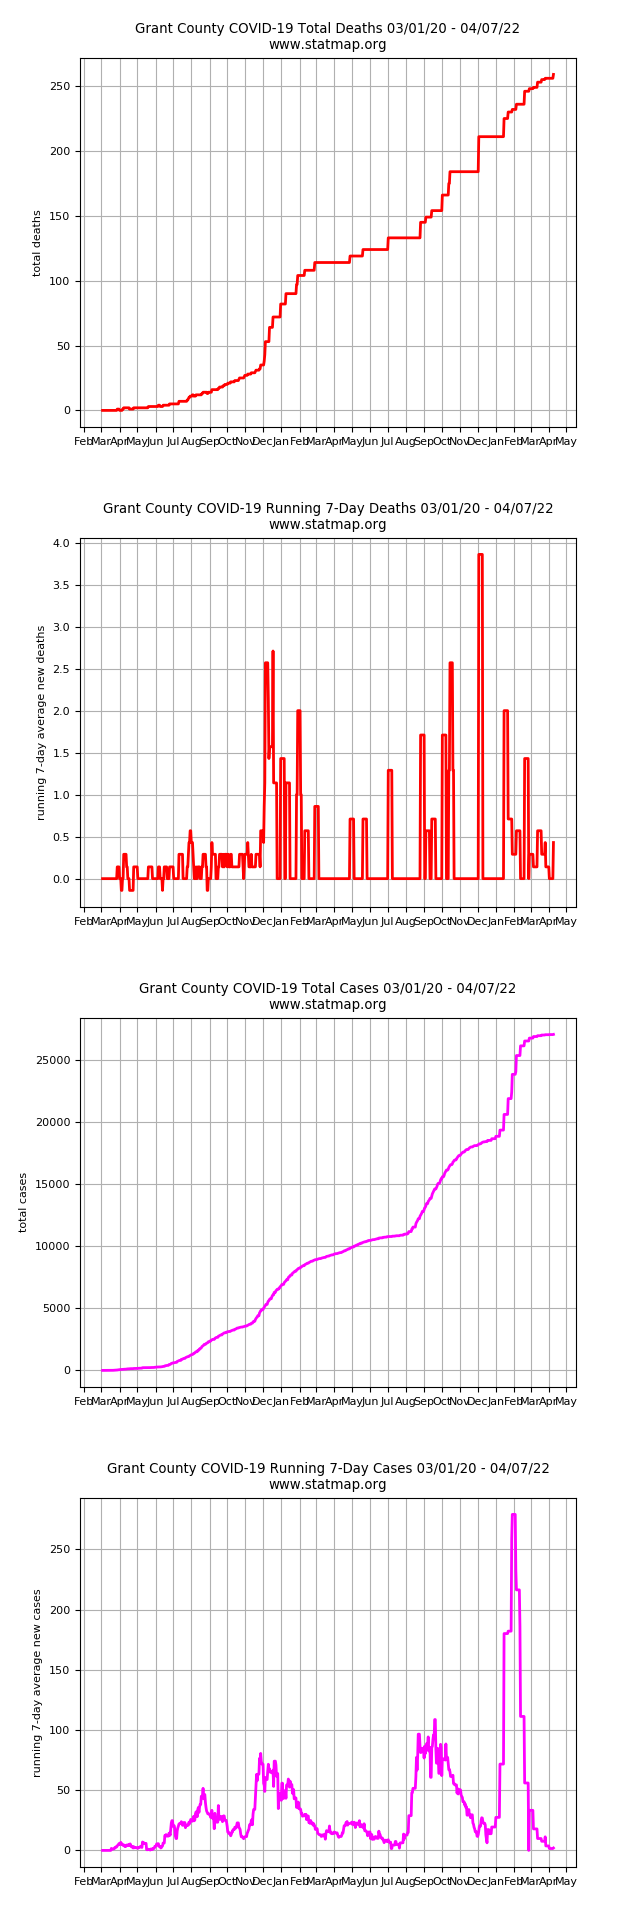 Grant County COVID-19 Total Deaths 03/01/20 - 04/07/22
www.statmap.org
250
200
150
100
50
0
total deaths
Feb Mar Apr May Jun Jul Aug Sep Oct Nov Dec Jan Feb Mar Apr May Jun Jul Aug Sep Oct Nov Dec Jan Feb Mar Apr May
Grant County COVID-19 Running 7-Day Deaths 03/01/20 - 04/07/22
www.statmap.org
4.0
3.5
3.0
2.5
2.0
1.5
1.0
0.5
0.0
running 7-day average new deaths
Feb Mar Apr May Jun Jul Aug Sep Oct Nov Dec Jan Feb Mar Apr May Jun Jul Aug Sep Oct Nov Dec Jan Feb Mar Apr May
Grant County COVID-19 Total Cases 03/01/20 - 04/07/22
www.statmap.org
25000
20000
15000
10000
5000
0
total cases
Feb Mar Apr May Jun Jul Aug Sep Oct Nov Dec Jan Feb Mar Apr May Jun Jul Aug Sep Oct Nov Dec Jan Feb Mar Apr May
Grant County COVID-19 Running 7-Day Cases 03/01/20 - 04/07/22
www.statmap.org
250
200
150
100
50
0
running 7-day average new cases
Feb Mar Apr May Jun Jul Aug Sep Oct Nov Dec Jan Feb Mar Apr May Jun Jul Aug Sep Oct Nov Dec Jan Feb Mar Apr May